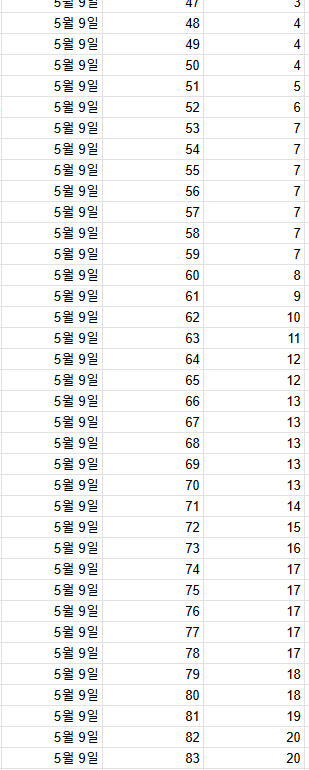 5월 9일 47 3
5월 9일 48 4
5월 9일 49 4
5월 9일 50 4
5월 9일 51 5
5월 9일 52 6
5월 9일 53 7
5월 9일 54 7
5월 9일 55 7
5월 9일 56 7
5월 9일 57 7
5월 9일 58 7
5월 9일 59 7
5월 9일 60 8
5월 9일 61 9
5월 9일 62 10
5월 9일 63 11
5월 9일 64 12
5월 9일 65 12
5월 9일 66 13
5월 9일 67 13
5월 9일 68 13
5월 9일 69 13
5월 9일 70 13
5월 9일 71 14
5월 9일 72 15
5월 9일 73 16
5월 9일 74 17
5월 9일 75 17
5월 9일 76 17
5월 9일 77 17
5월 9일 78 17
5월 9일 79 18
5월 9일 80 18
5월 9일 81 19
5월 9일 82 20
5월 9일 83 20